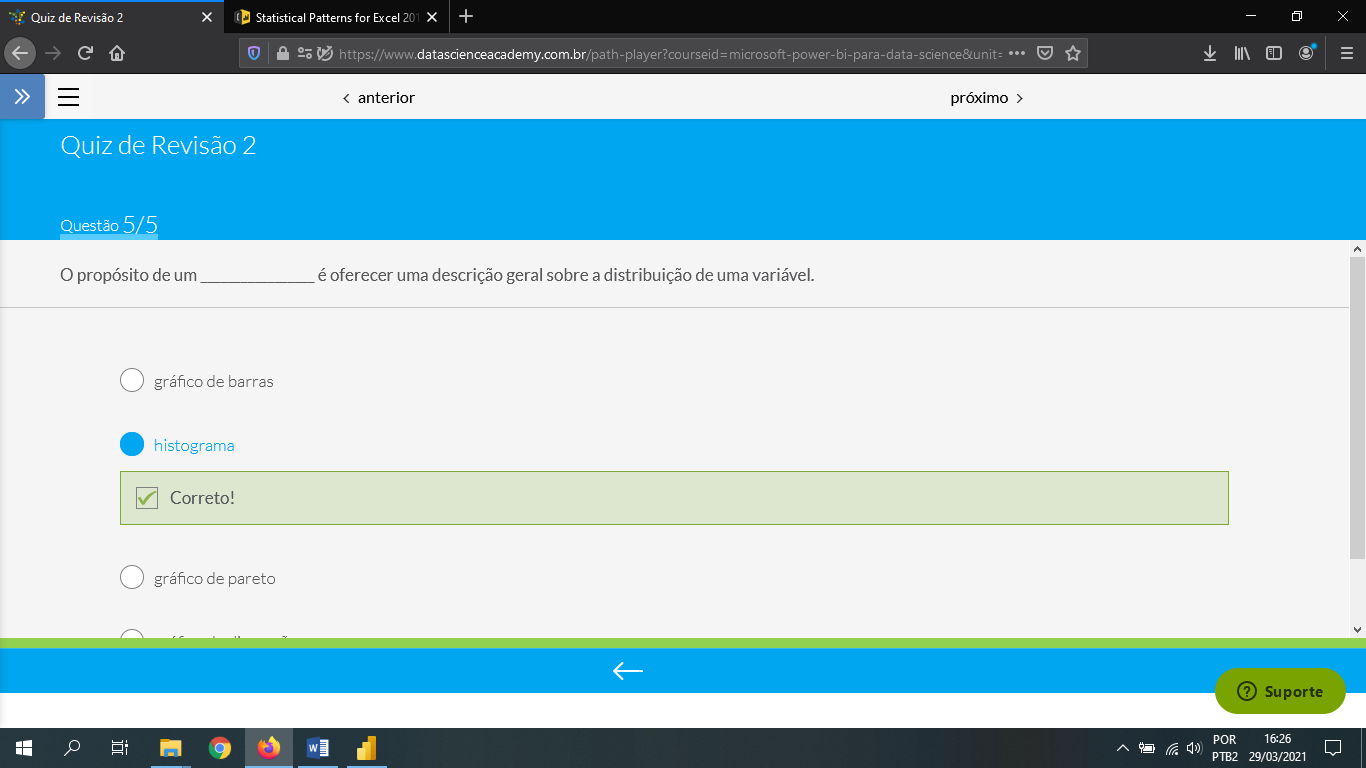 Quiz de Revisão 2
Statistical Patterns for Excel 201
https://www.datascienceacademy.com.br/path-player?courseid=microsoft-power-bi-para-data-science&unit=
anterior
próximo
Quiz de Revisão 2
Questão 5/5
O propósito de um ________________ é oferecer uma descrição geral sobre a distribuição de uma variável.
gráfico de barras
histograma
Correto!
gráfico de pareto
Suporte
POR
PTB2
16:26
29/03/2021